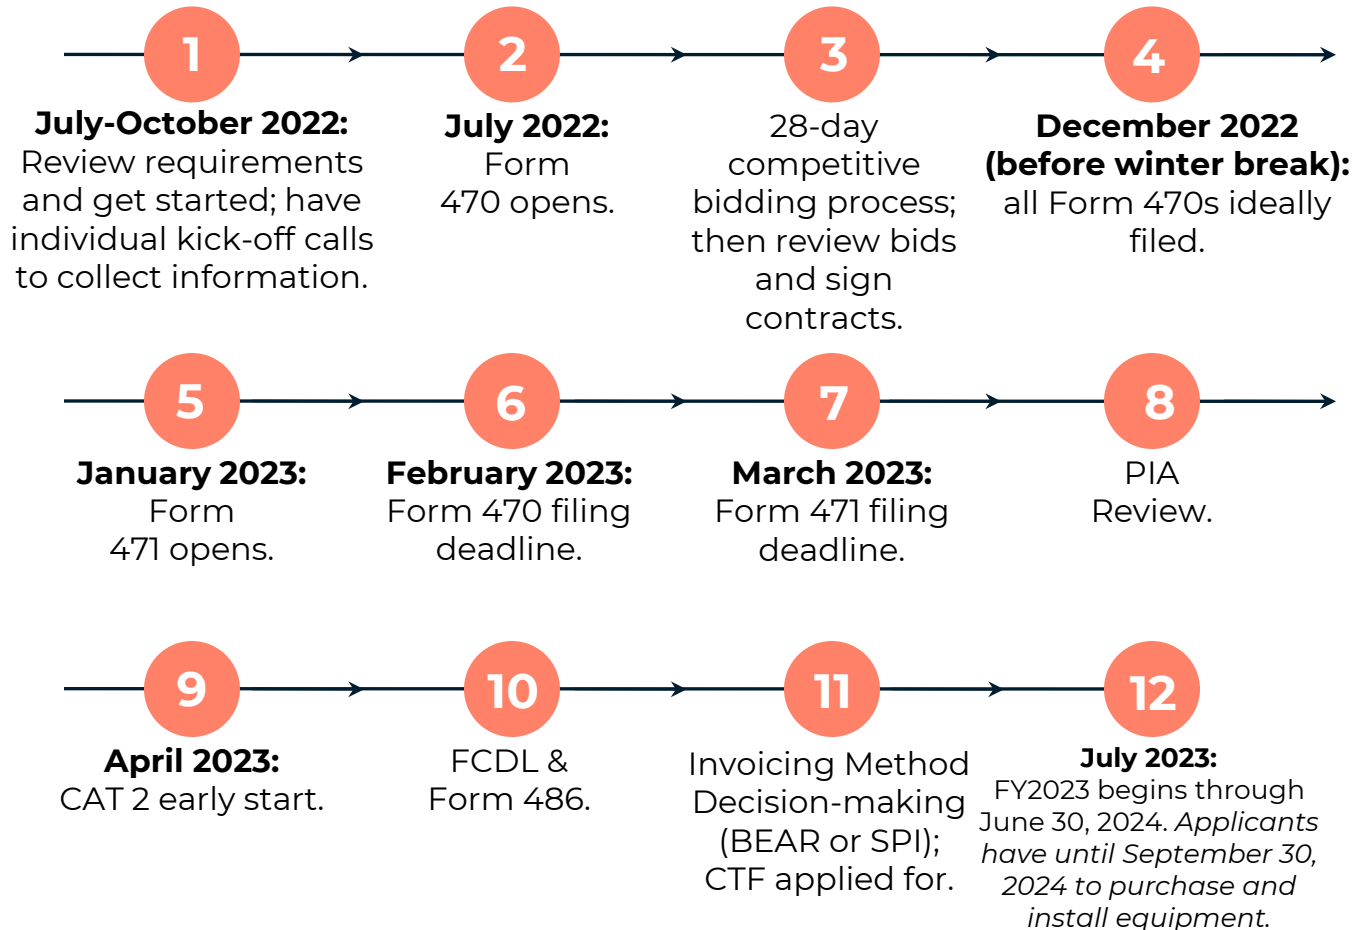 1
July-October 2022:
Review requirements
and get started; have
individual kick-off calls
to collect information.
2
July 2022:
Form
470 opens.
3
28-day
competitive
bidding process;
then review bids
and sign
contracts.
4
December 2022
(before winter break):
all Form 470s ideally
filed.
5
January 2023:
Form
471 opens.
6
February 2023:
Form 470 filing
deadline.
7
March 2023:
Form 471 filing
deadline.
8
PIA
Review.
9
April 2023:
CAT 2 early start.
10
FCDL &
Form 486.
11
Invoicing Method
Decision-making
(BEAR or SPI);
CTF applied for.
12
July 2023:
FY2023 begins through
June 30, 2024. Applicants
have until September 30,
2024 to purchase and
install equipment.